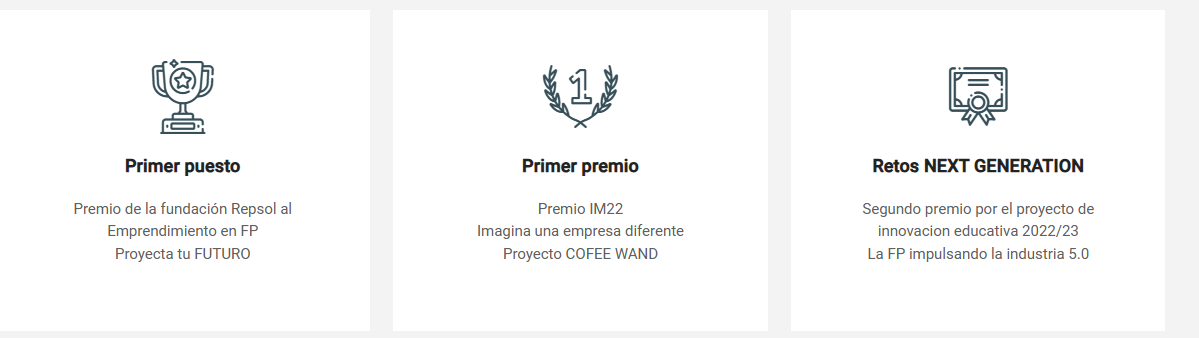 1
Primer puesto
Premio de la fundación Repsol al
Emprendimiento en FP
Proyecta tu FUTURO
Primer premio
Premio IM22
Imagina una empresa diferente
Proyecto COFEE WAND
Retos NEXT GENERATION
Segundo premio por el proyecto de
innovacion educativa 2022/23
La FP impulsando la industria 5.0